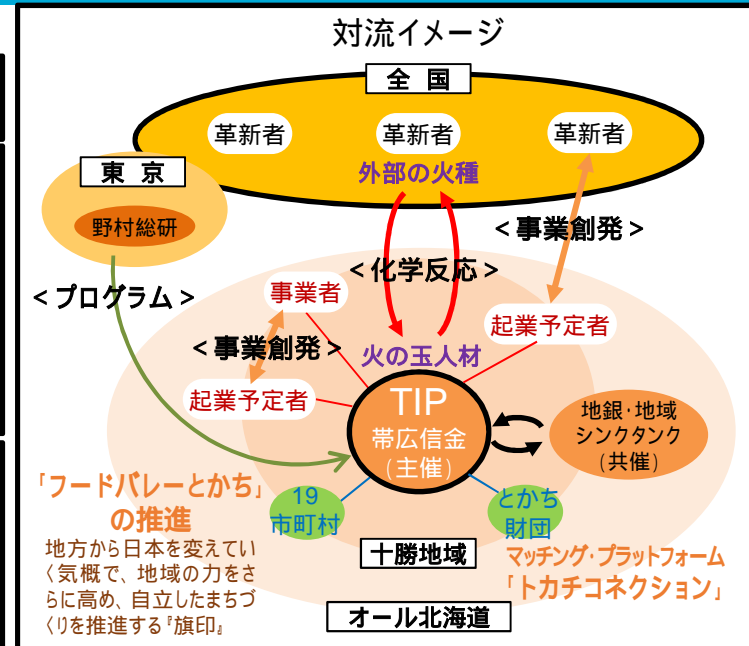 対流イメージ
全 国
革新者
革新者
革新者
外部の火種
東 京
野村総研
<事業創発>
<化学反応>
<プログラム>
事業者
起業予定者
<事業創発>
火の玉人材
起業予定者
TIP
帯広信金
(主催)
地銀・地域
シンクタンク
(共催)
「フードバレーとかち」
の推進
地方から日本を変えてい
く気概で、地域の力をさ
らに高め、自立したまちづ
くりを推進する『旗印』
19
市町村
とかち
財団
十勝地域
マッチング・プラットフォーム
「トカチコネクション」
オール北海道